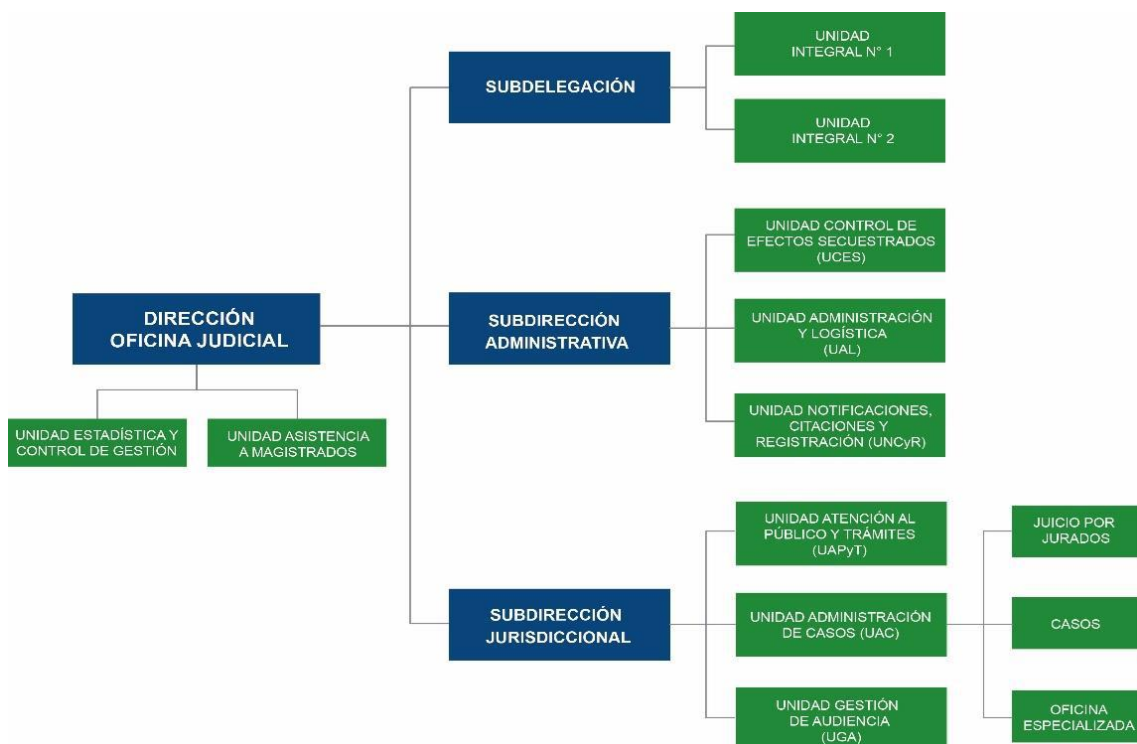 UNIDAD
INTEGRAL N° 1
SUBDELEGACIÓN
UNIDAD
INTEGRAL N° 2
UNIDAD CONTROL DE
EFECTOS SECUESTRADOS
(UCES)
DIRECCIÓN
OFICINA JUDICIAL
SUBDIRECCIÓN
ADMINISTRATIVA
UNIDAD ADMINISTRACIÓN
Y LOGÍSTICA
(UAL)
UNIDAD ESTADÍSTICA Y
CONTROL DE GESTIÓN
UNIDAD ASISTENCIA
A MAGISTRADOS
UNIDAD NOTIFICACIONES,
CITACIONES Y
REGISTRACIÓN (UNCyR)
UNIDAD ATENCIÓN AL
PÚBLICO Y TRÁMITES
(UAPyT)
JUICIO POR
JURADOS
SUBDIRECCIÓN
JURISDICCIONAL
UNIDAD ADMINISTRACIÓN
DE CASOS (UAC)
CASOS
UNIDAD GESTIÓN
DE AUDIENCIA
(UGA)
OFICINA
ESPECIALIZADA